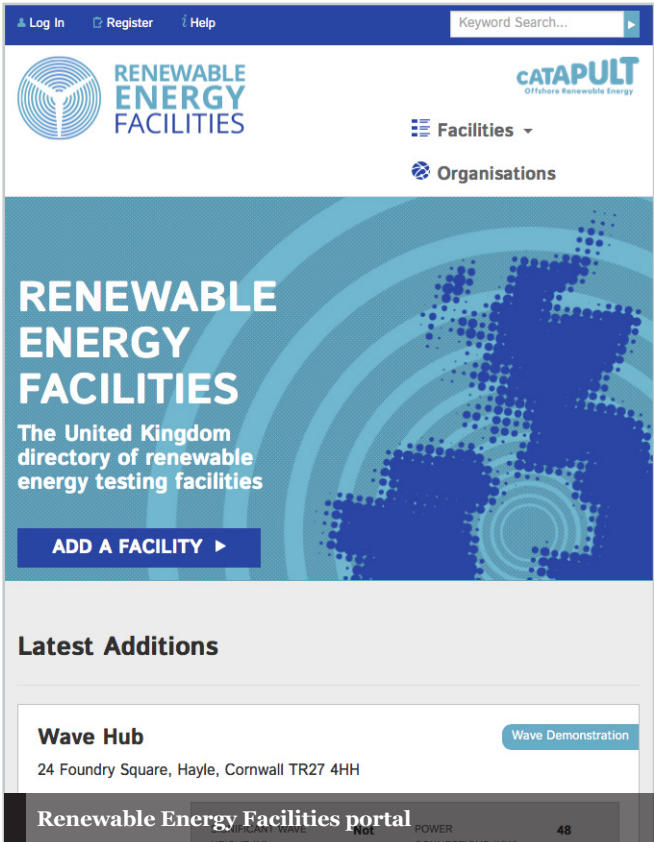 Log In Register Help Keyword Search...
RENEWABLE
ENERGY
FACILITIES
CATAPULT
Offshore Renewable Energy
Facilities
Organisations
RENEWABLE
ENERGY
FACILITIES
The United Kingdom
directory of renewable
energy testing facilities
ADD A FACILITY
Latest Additions
Wave Hub
Wave Demonstration
24 Foundry Square, Hayle, Cornwall TR27 4HH
Renewable Energy Facilities portal
SIGNIFICANT WAVE Not POWER 48